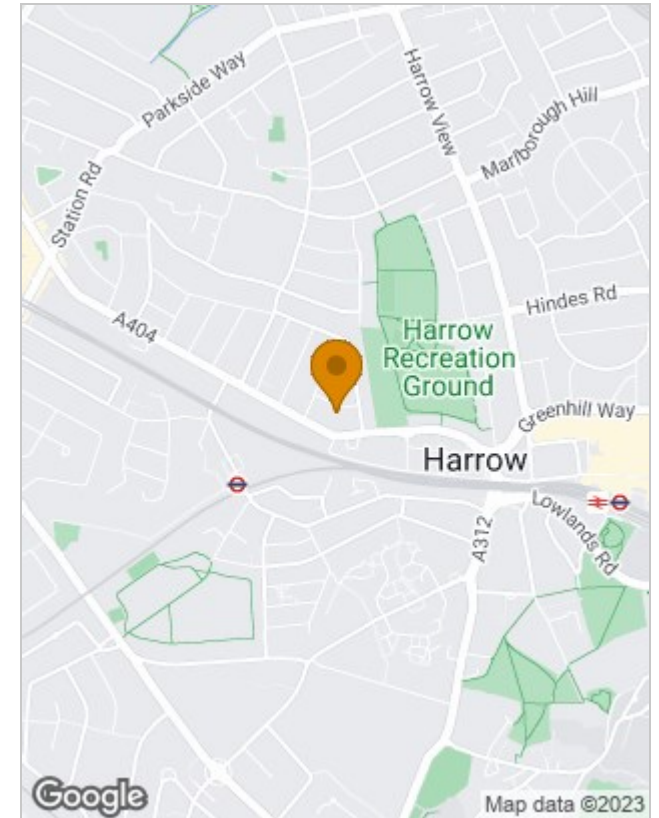 Parkside Way
Harrow View
Marlborough Hill
Station Rd
Hindes Rd
A404
Harrow
Recreation
Ground
Greenhill Way
Harrow
Lowlands Rd
A312
Google
Map data ©2023